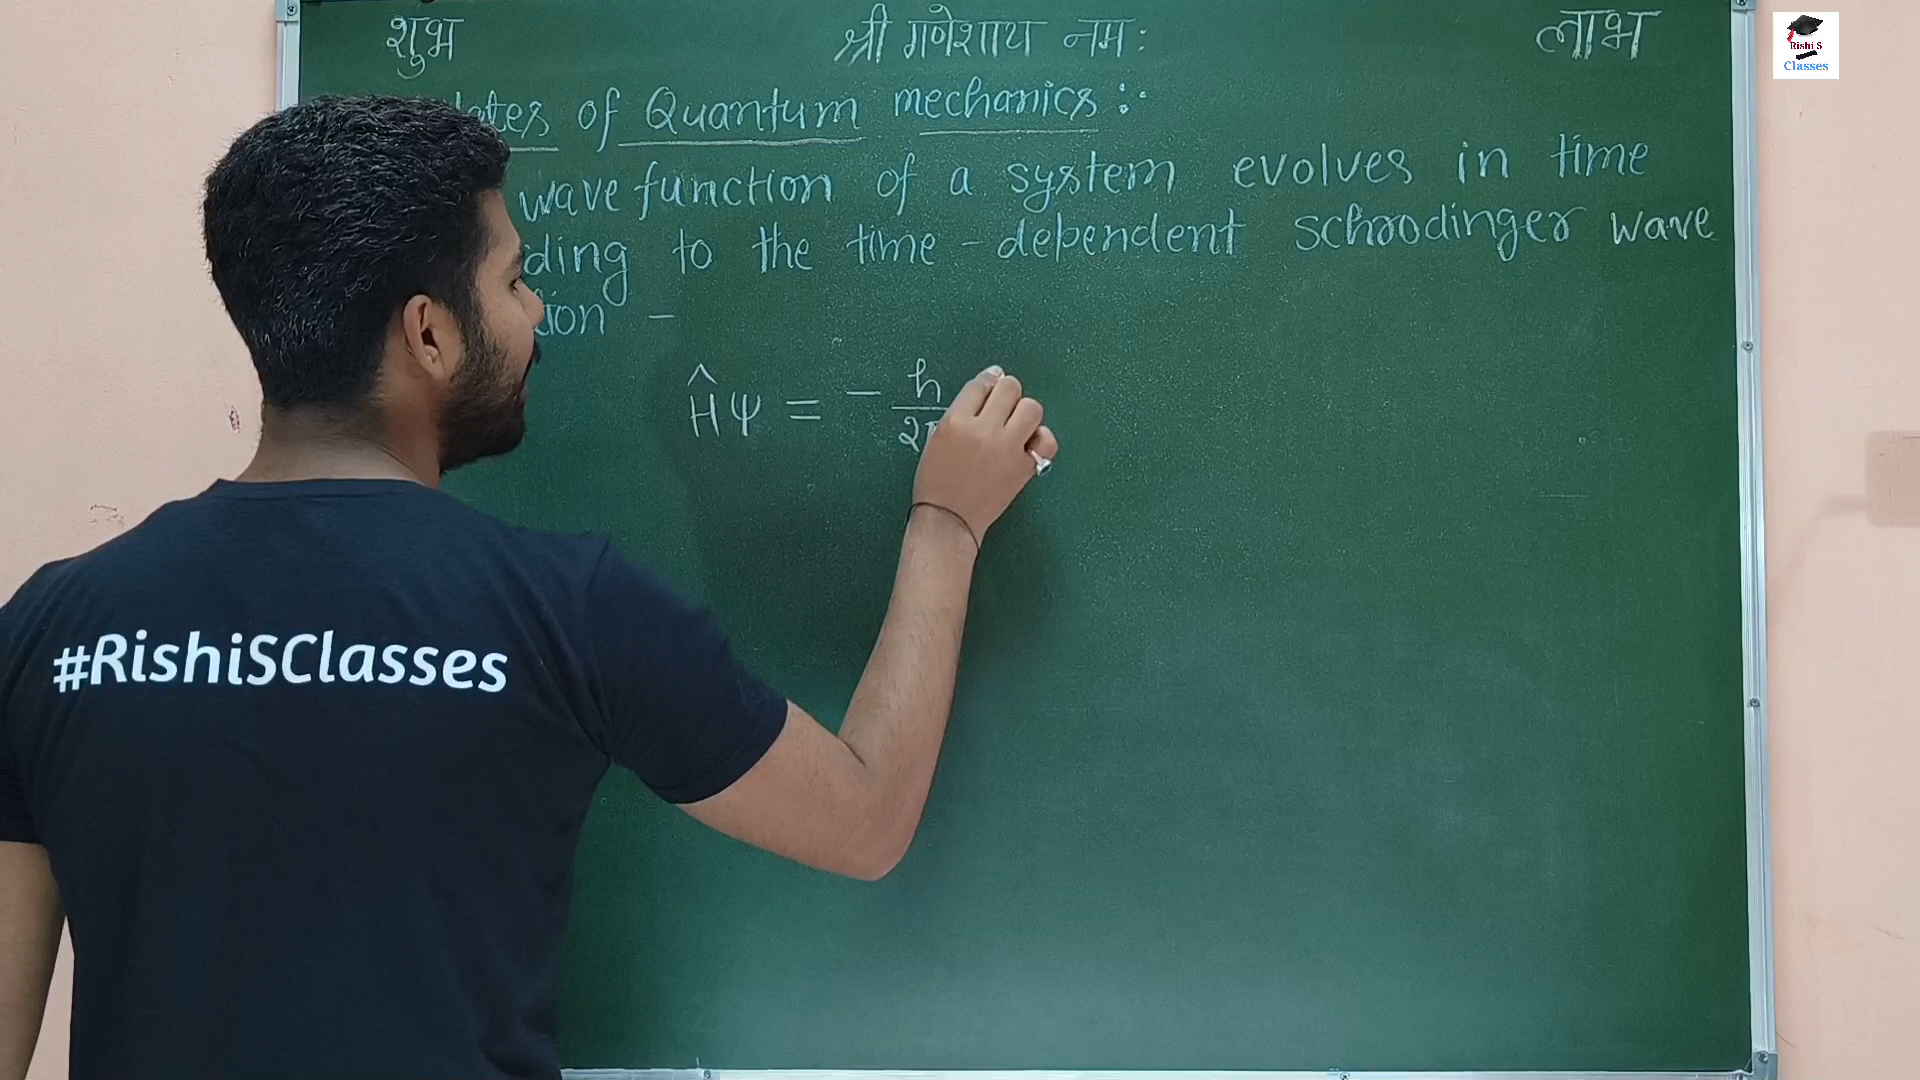 शुभ श्री गणेशाय नमः लाभ
Rishi S
Classes
of Quantum mechanics :-
wave function of a system evolves in time
to the time - dependent schrodinger wave
-
Ĥψ = - h
#RishiSClasses